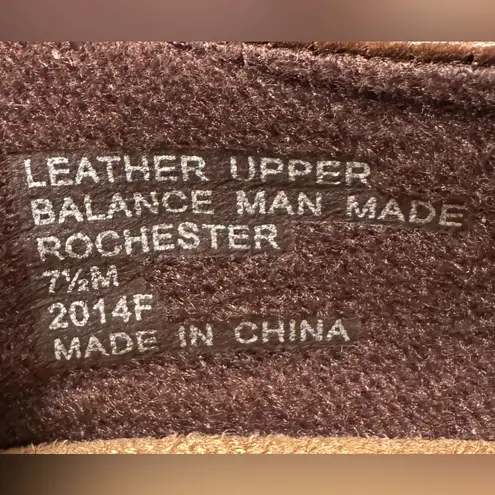 LEATHER UPPER
BALANCE MAN MADE
ROCHESTER
7½M
2014F
MADE IN CHINA